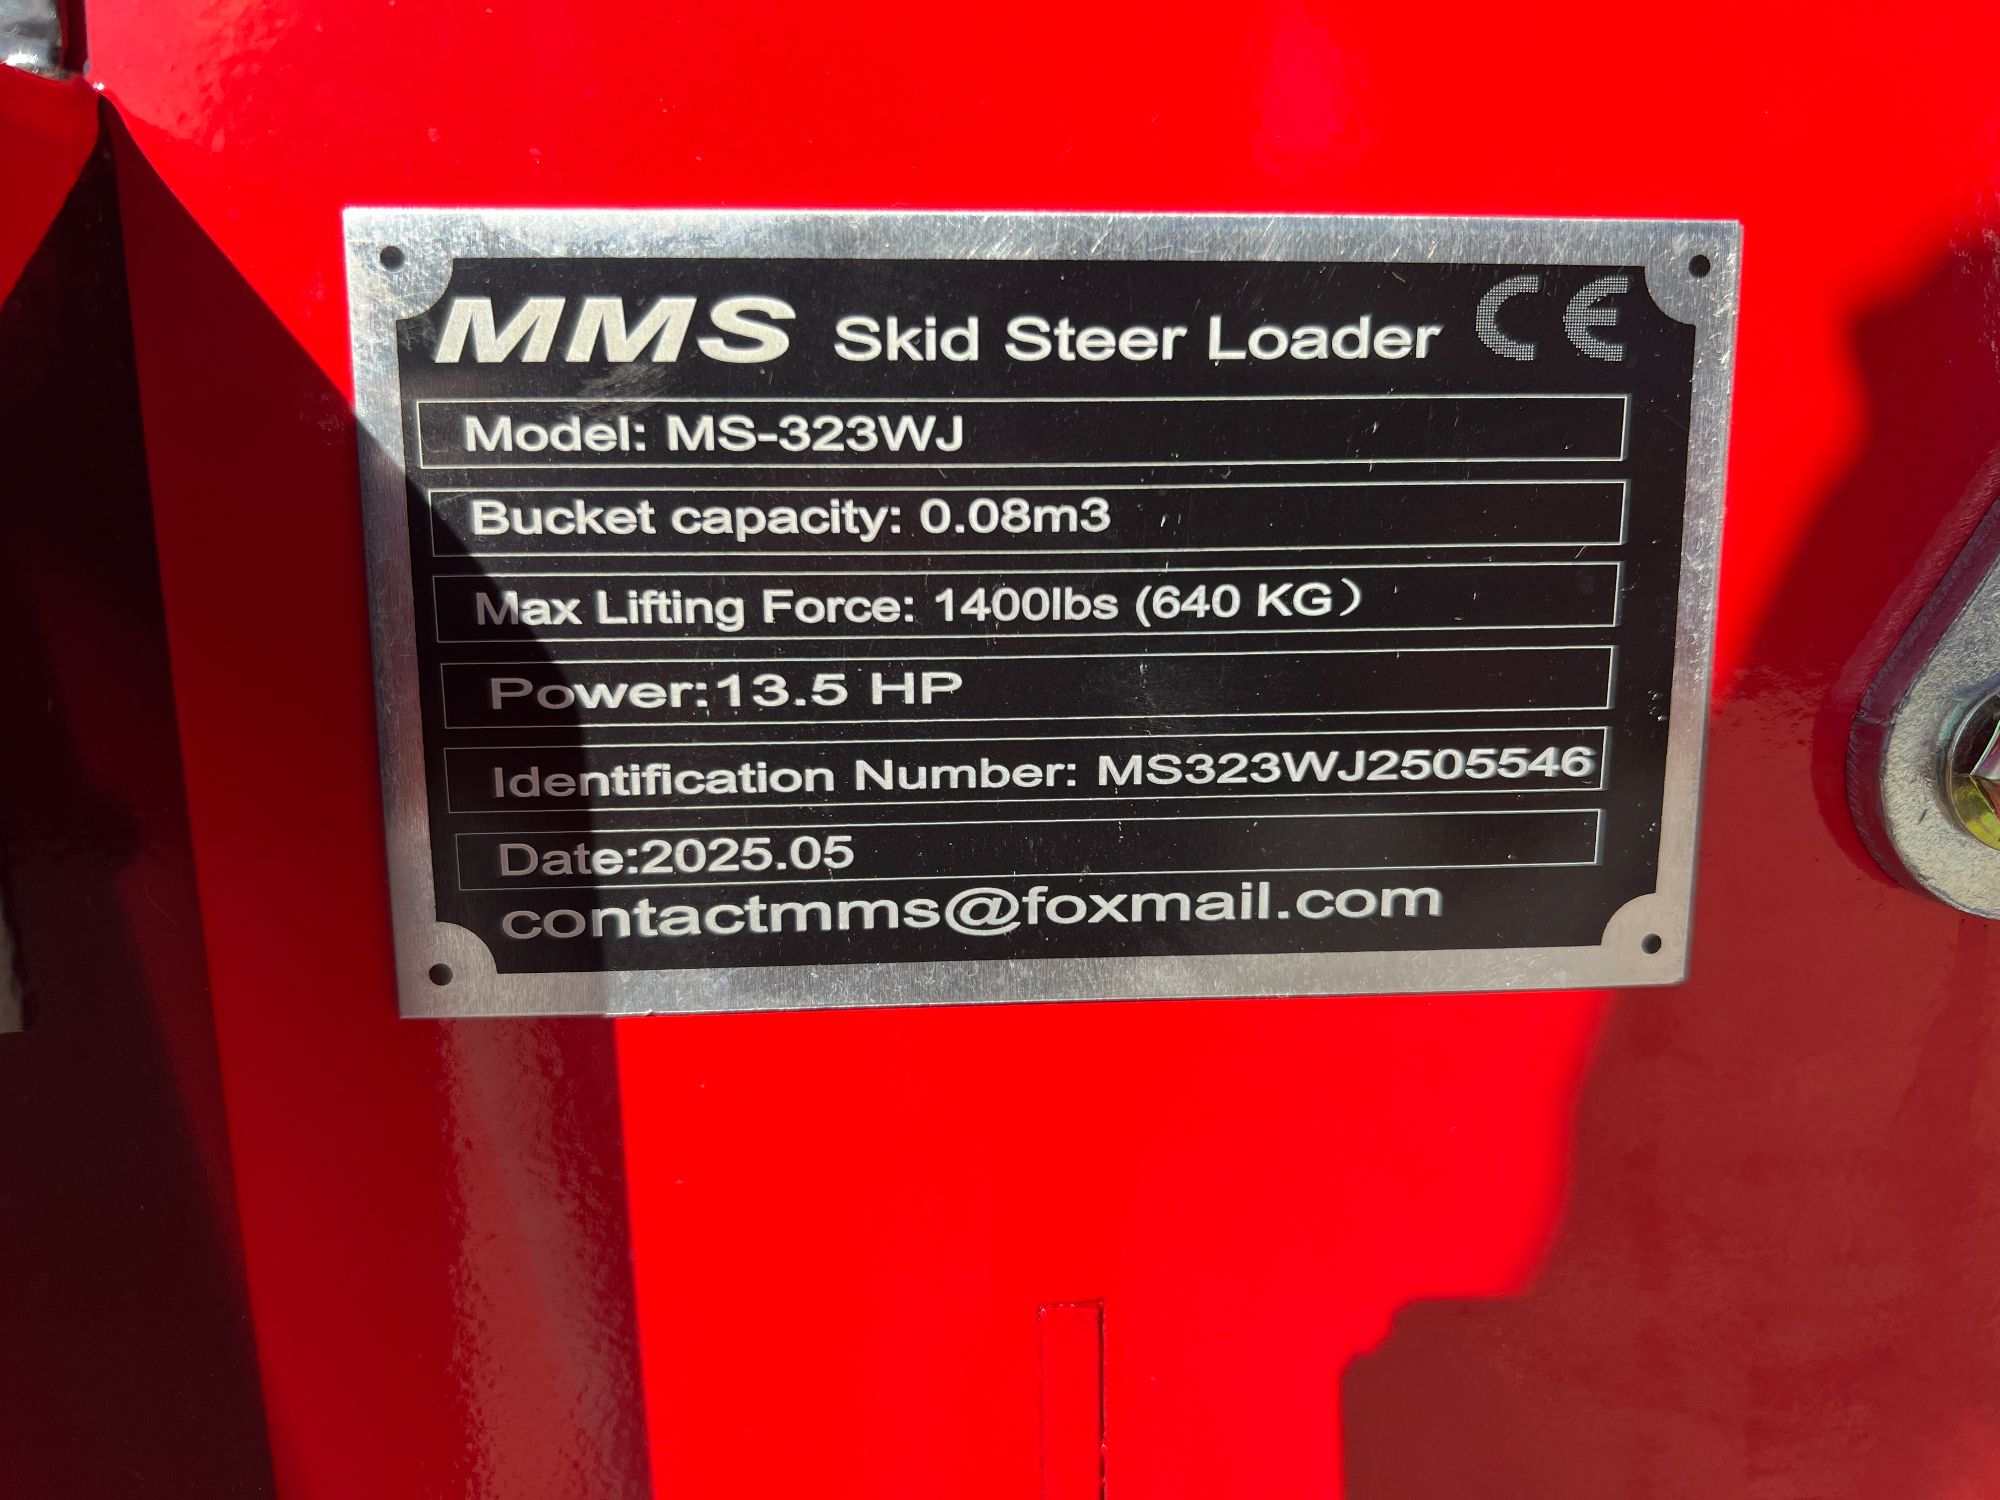 MMS Skid Steer Loader CE
Model: MS-323WJ
Bucket capacity: 0.08m3
Max Lifting Force: 1400lbs (640 KG）
Power:13.5 HP
Identification Number: MS323WJ2505546
Date:2025.05
contactmms@foxmail.com